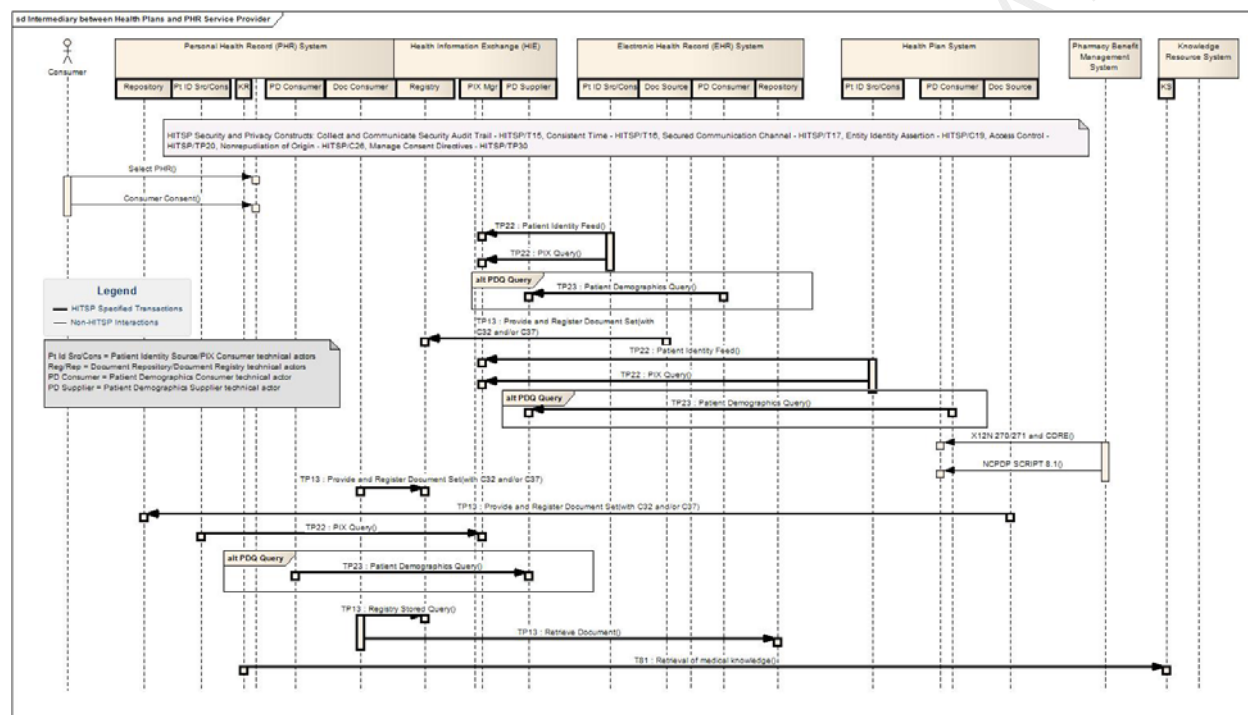 sd Intermediary between Health Plans and PHR Service Provider
Consumer
Personal Health Record (PHR) System
Health Information Exchange (HIE)
Electronic Health Record (EHR) System
Health Plan System
Pharmacy Benefit
Management
System
Knowledge
Resource System
Repository
Pt ID Src/Cons
KR
PD Consumer
Doc Consumer
Registry
PIX Mgr
PD Supplier
Pt ID Src/Cons
Doc Source
PD Consumer
Repository
Pt ID Src/Cons
PD Consumer
Doc Source
KS
HITSP Security and Privacy Constructs: Collect and Communicate Security Audit Trail - HITSP/T15, Consistent Time - HITSP/T16, Secured Communication Channel - HITSP/T17, Entity Identity Assertion - HITSP/C19, Access Control -
HITSP/TP20, Nonrepudiation of Origin - HITSP/C26, Manage Consent Directives - HITSP/TP30
Select PHR()
Consumer Consent()
TP22 : Patient Identity Feed()
TP22 : PIX Query()
alt PDQ Query
TP23 : Patient Demographics Query()
Legend
HITSP Specified Transactions
Non-HITSP Interactions
TP13 : Provide and Register Document Set(with
C32 and/or C37)
Pt Id Src/Cons = Patient Identity Source/PIX Consumer technical actors
Reg/Rep = Document Repository/Document Registry technical actors
PD Consumer = Patient Demographics Consumer technical actor
PD Supplier = Patient Demographics Supplier technical actor
TP22 : Patient Identity Feed()
TP22 : PIX Query()
alt PDQ Query
TP23 : Patient Demographics Query()
X12N 270/271 and CORE()
NCPDP SCRIPT 8.1()
TP13 : Provide and Register Document Set(with C32 and/or C37)
TP13 : Provide and Register Document Set(with C32 and/or C37)
TP22 : PIX Query()
alt PDQ Query
TP23 : Patient Demographics Query()
TP13 : Registry Stored Query()
TP13 : Retrieve Document()
T81 : Retrieval of medical knowledge()